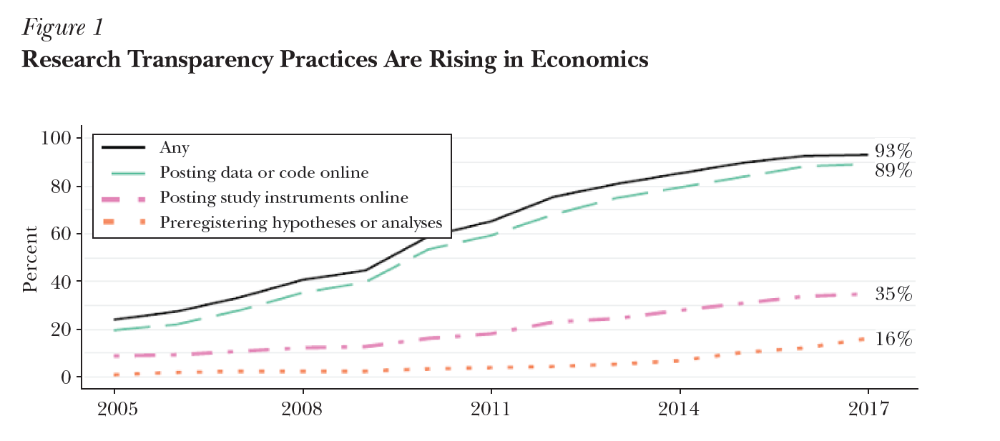 Figure 1
Research Transparency Practices Are Rising in Economics
100
80
60
40
20
0
Percent
Any
Posting data or code online
Posting study instruments online
Preregistering hypotheses or analyses
93%
89%
35%
16%
2005 2008 2011 2014 2017